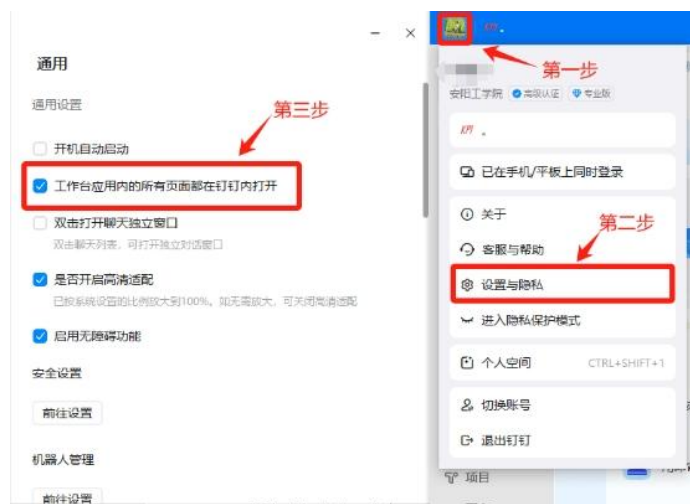 通用
通用设置
第三步
开机自动启动
工作台应用内的所有页面都在钉钉内打开
双击打开聊天独立窗口
双击聊天列表，可打开独立对话窗口
是否开启高清适配
已按系统设置的比例放大到100%。如无需放大，可关闭高清适配
启用无障碍功能
安全设置
前往设置
机器人管理
前往设置
第一步
安阳工学院 高级认证 专业版
已在手机/平板上同时登录
关于
第二步
客服与帮助
设置与隐私
进入隐私保护模式
个人空间 CTRL+SHIFT+1
切换账号
退出钉钉
项目